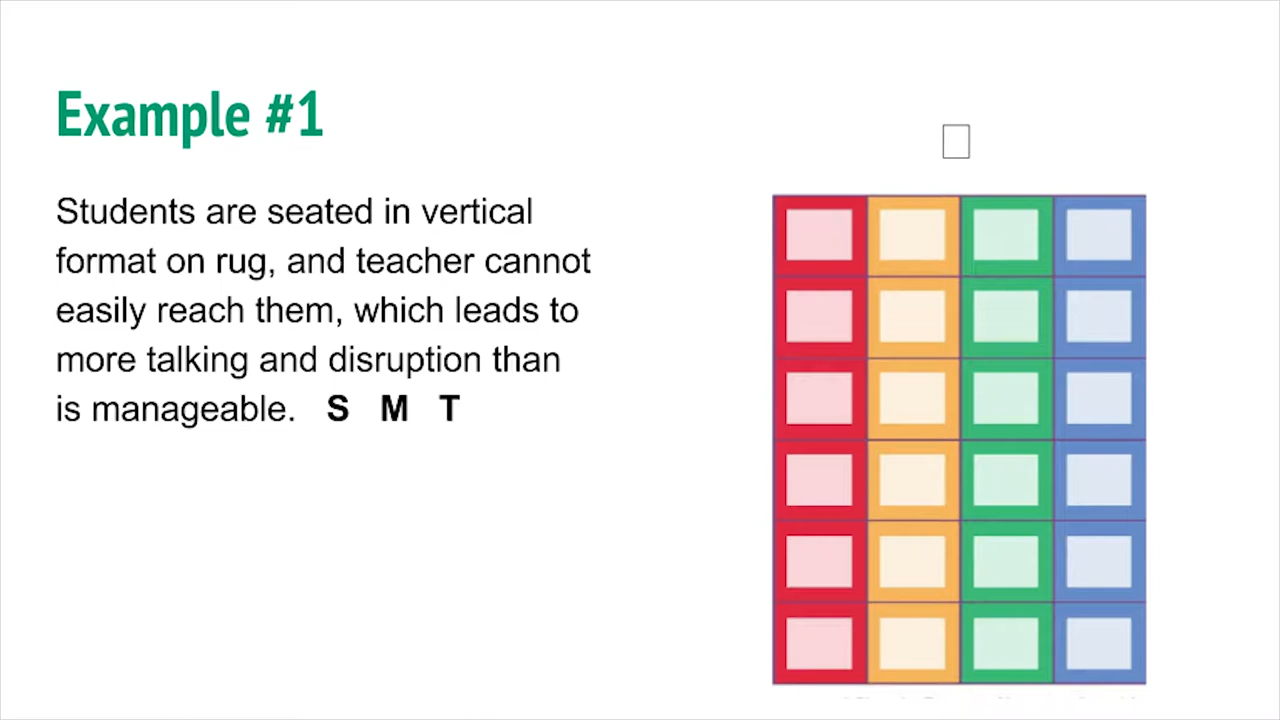 Example #1
Students are seated in vertical
format on rug, and teacher cannot
easily reach them, which leads to
more talking and disruption than
is manageable. S M T